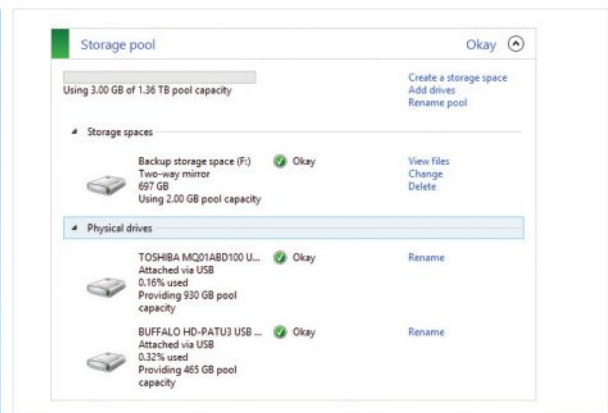 Storage pool
Okay
Using 3.00 GB of 1.36 TB pool capacity
Create a storage space
Add drives
Rename pool
Storage spaces
Backup storage space (F:)
Okay
View files
Two-way mirror
Change
697 GB
Delete
Using 2.00 GB pool capacity
Physical drives
TOSHIBA MQ01ABD100 U...
Okay
Rename
Attached via USB
0.16% used
Providing 930 GB pool
capacity
BUFFALO HD-PATU3 USB ...
Okay
Rename
Attached via USB
0.32% used
Providing 465 GB pool
capacity